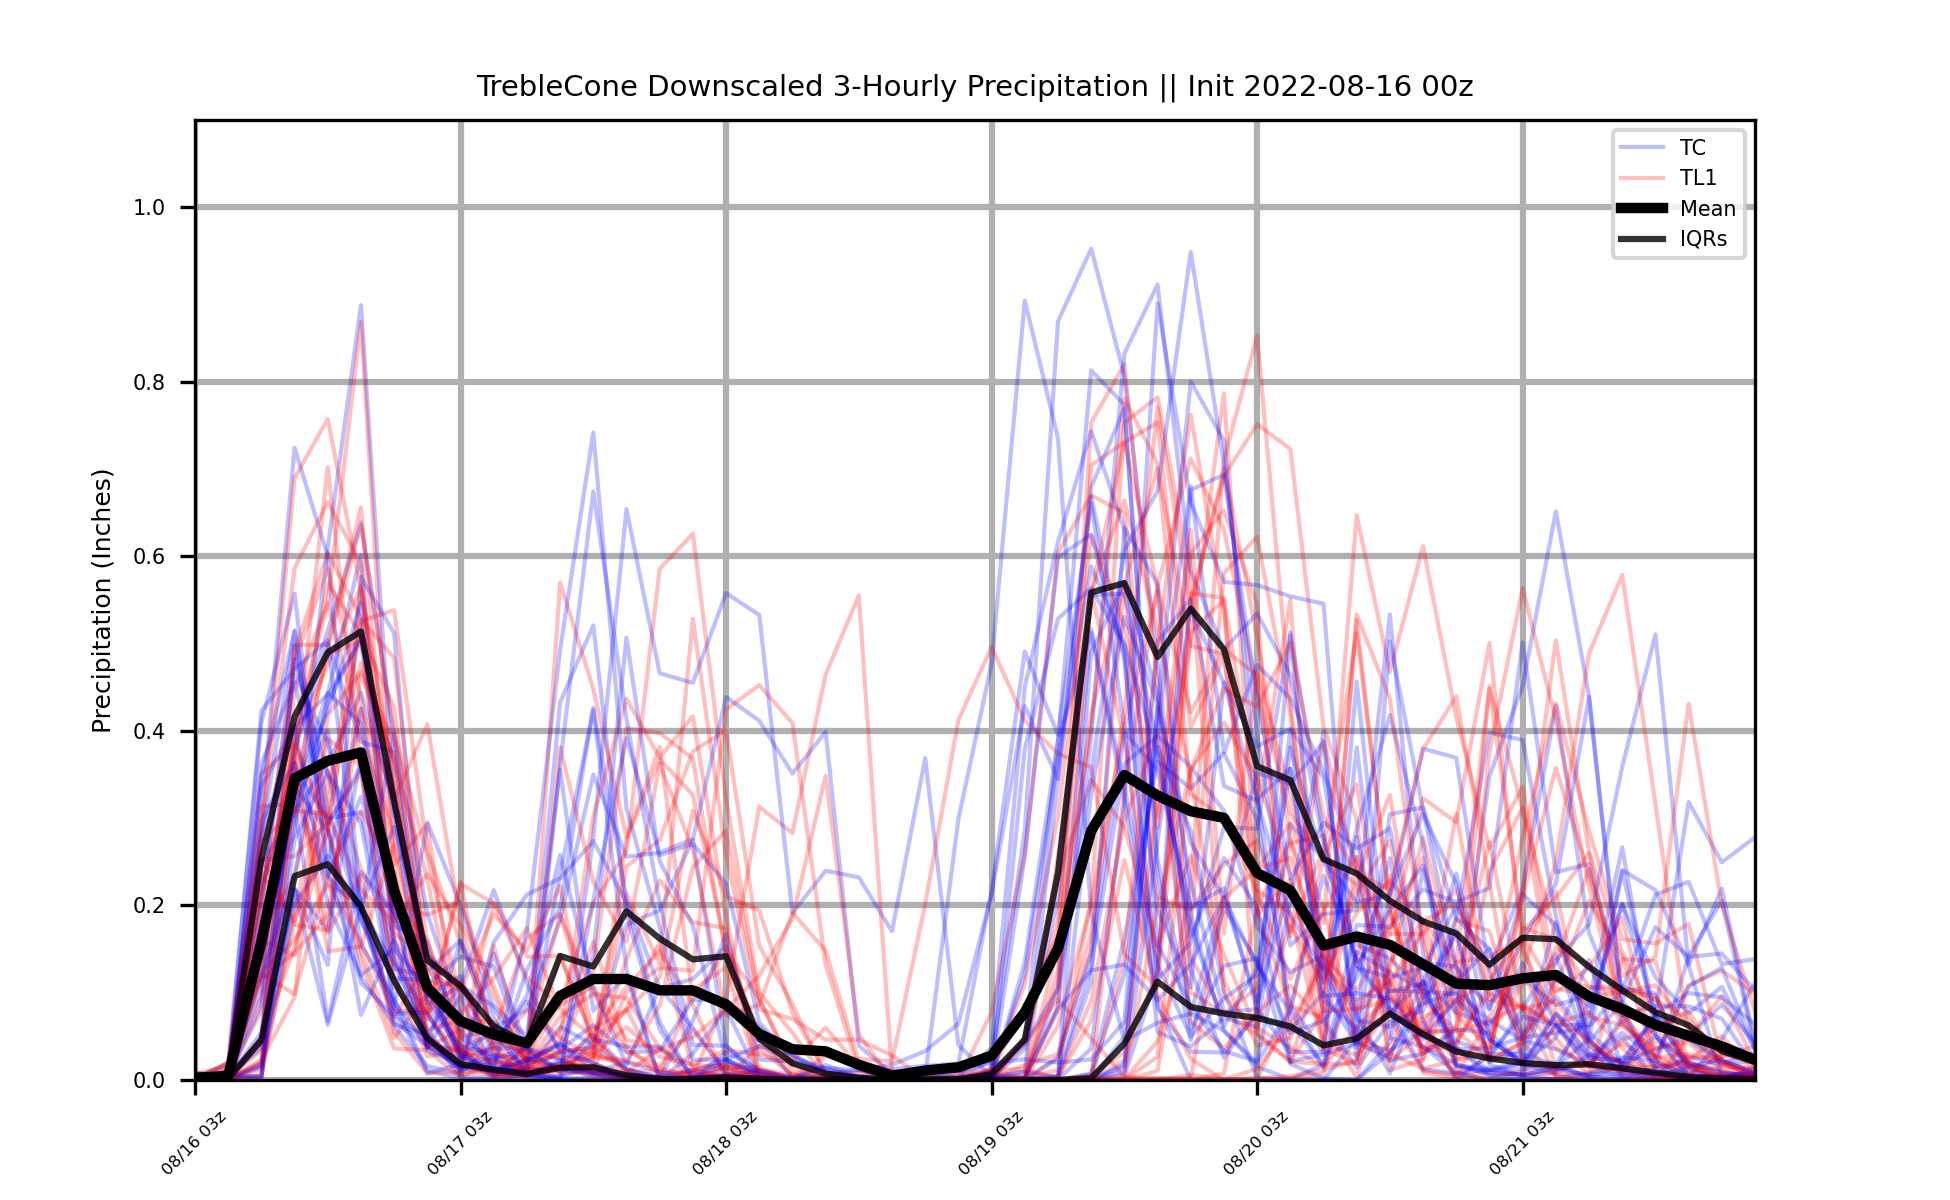 TrebleCone Downscaled 3-Hourly Precipitation || Init 2022-08-16 00z
TC
TL1
Mean
IQRs
Precipitation (Inches)
1.0
0.8
0.6
0.4
0.2
0.0
08/16 03z
08/17 03z
08/18 03z
08/19 03z
08/20 03z
08/21 03z